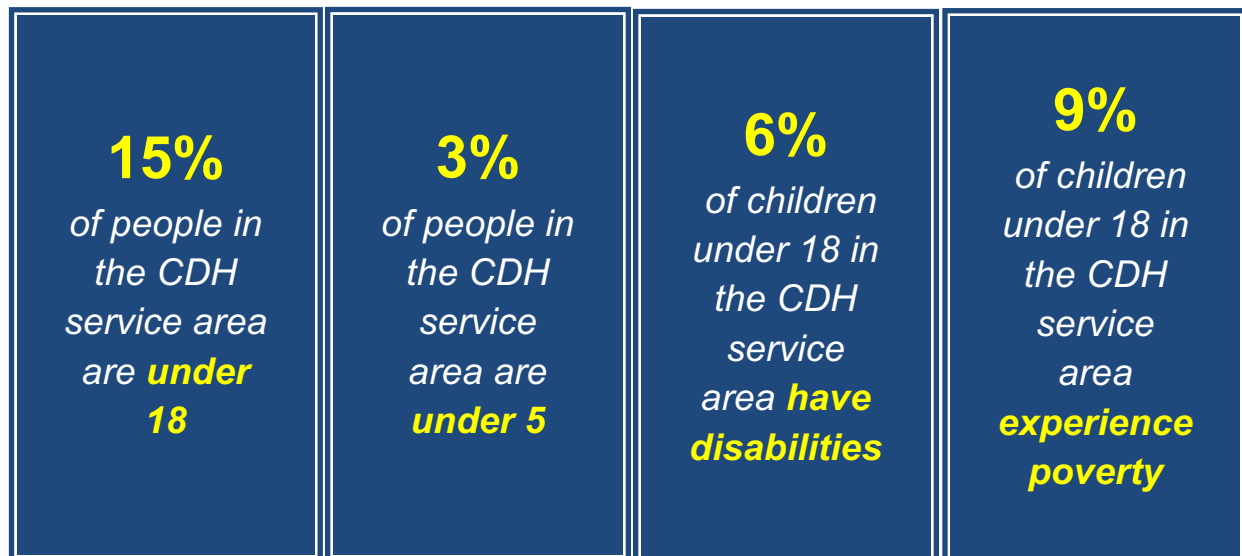 15%
of people in
the CDH
service area
are under
18
3%
of people in
the CDH
service
area are
under 5
6%
of children
under 18 in
the CDH
service
area have
disabilities
9%
of children
under 18 in
the CDH
service
area
experience
poverty